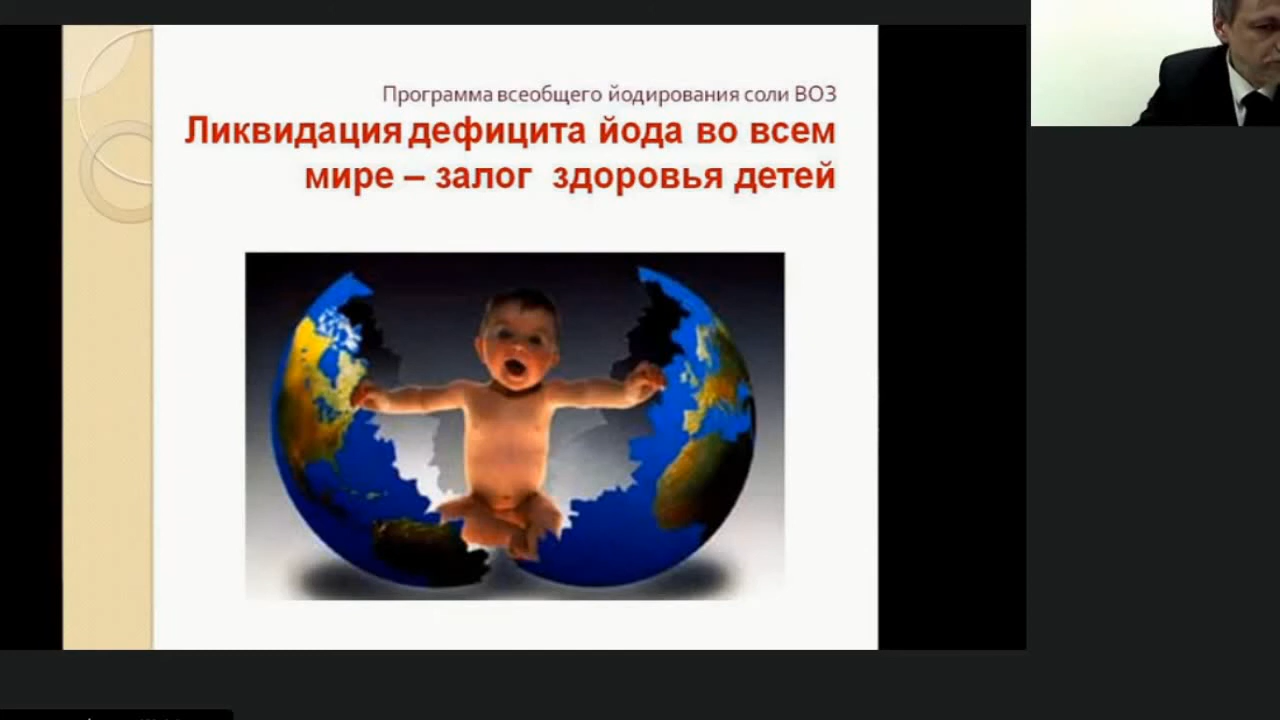 Программа всеобщего йодирования соли ВОЗ
Ликвидация дефицита йода во всем
мире – залог здоровья детей